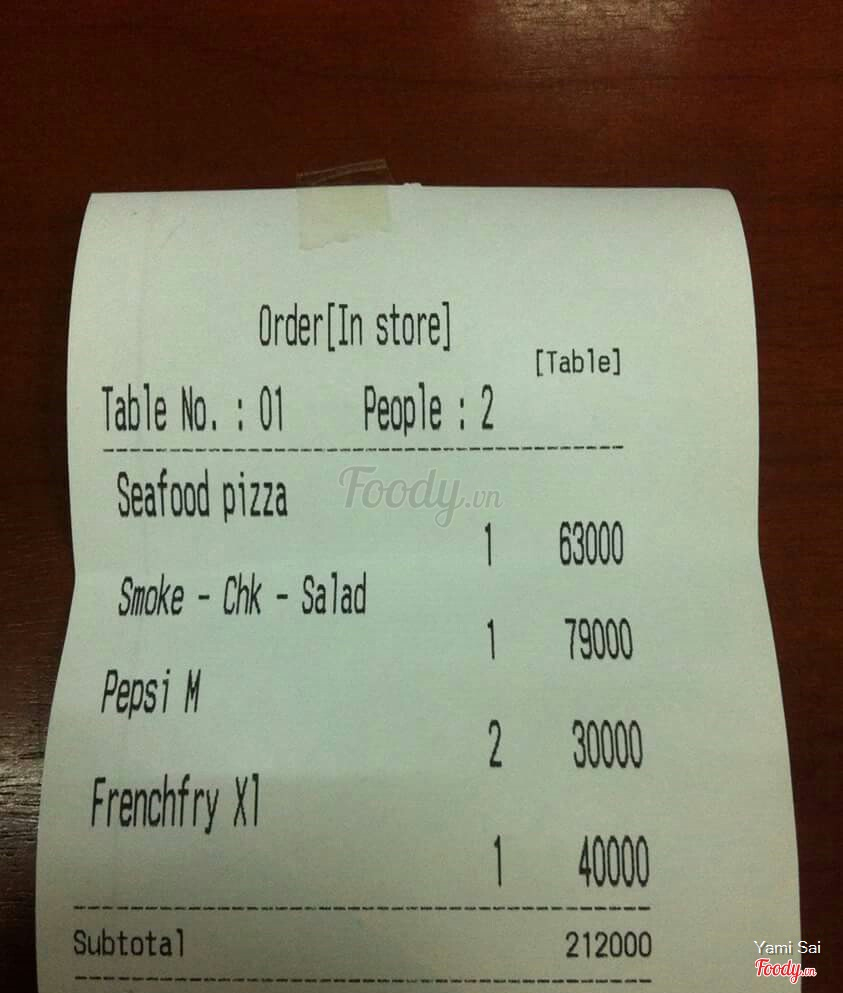 Order[In store]
[Table]
Table No. : 01 People : 2
Seafood pizza
1 63000
Smoke - Chk - Salad
1 79000
Pepsi M
2 30000
Frenchfry Xl
1 40000
Subtotal 212000
Foody.vn
Yami Sai
Foody.vn